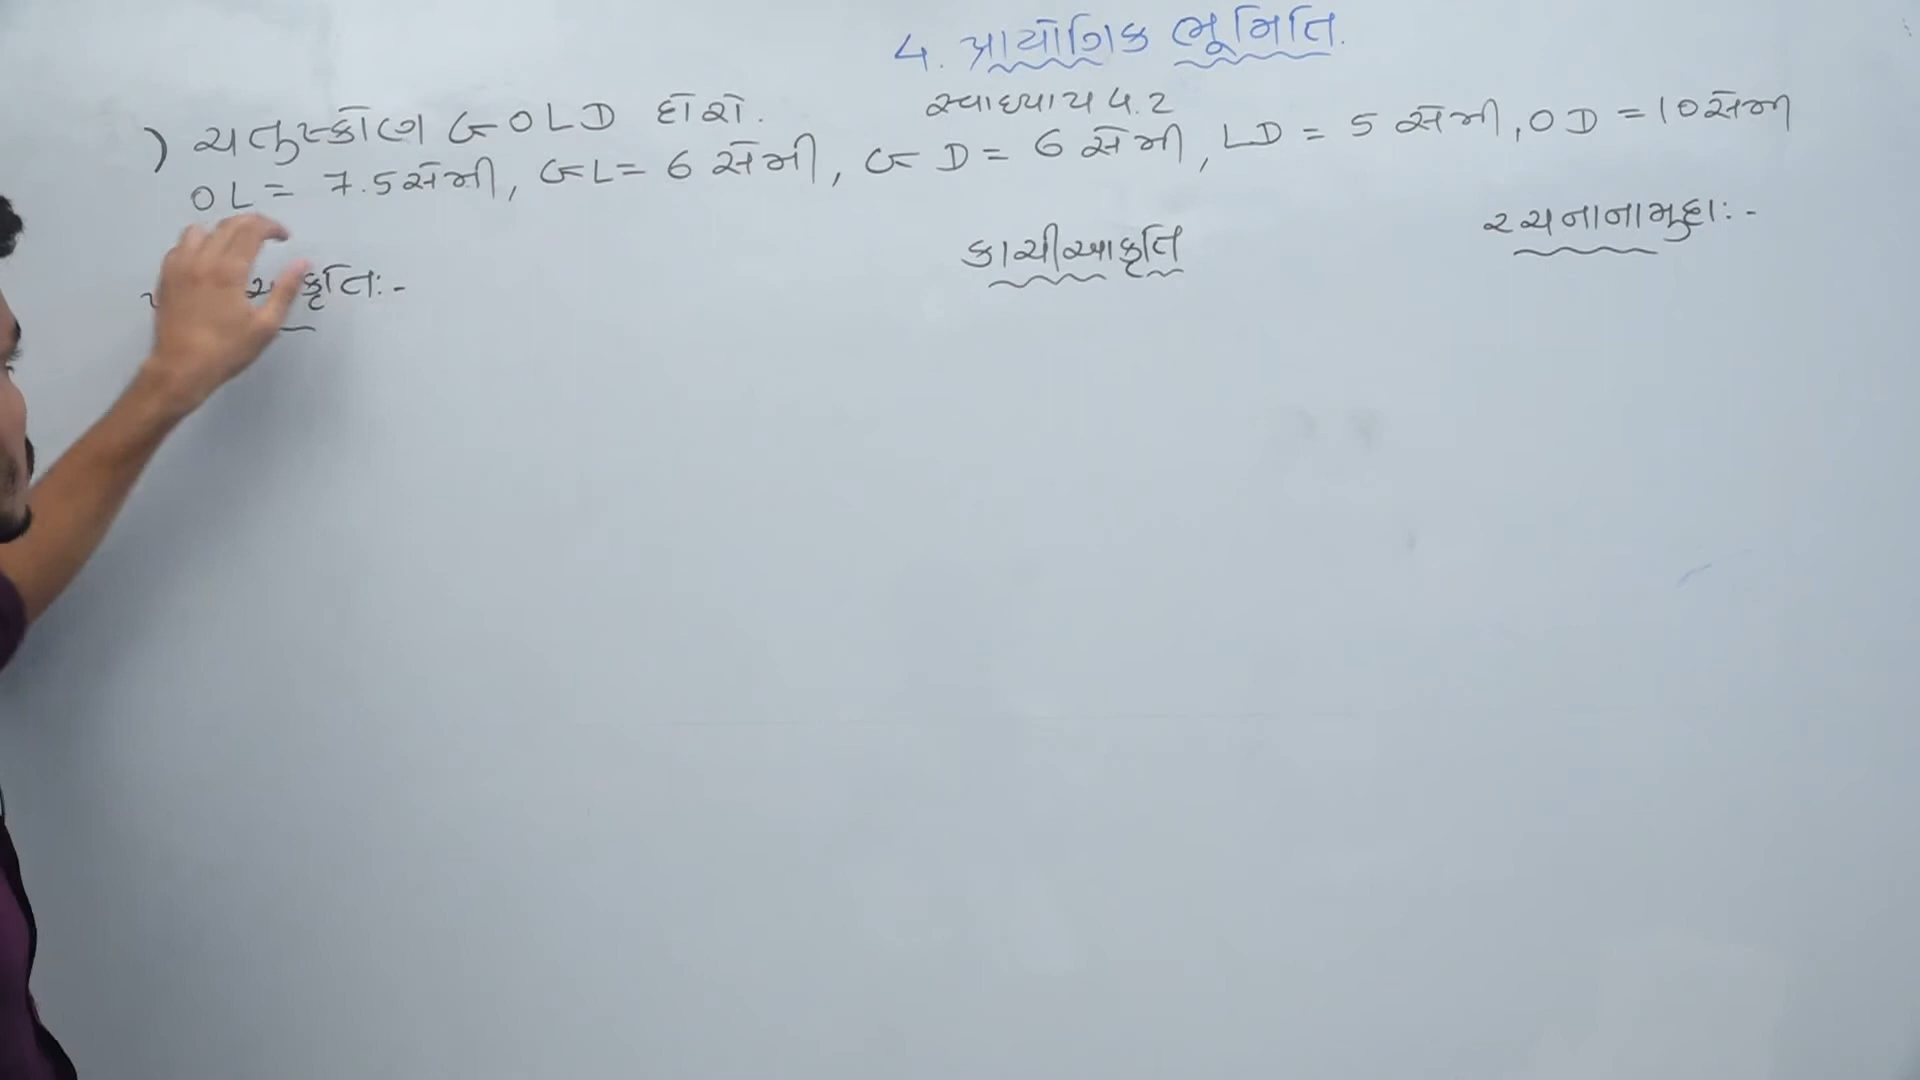 4. પ્રાયોગિક ભૂમિતિ.
સ્વાધ્યાય 4.2
) ચતુષ્કોણ GOLD દોરો.
OL = 7.5 સેમી, GL = 6 સેમી, GD = 6 સેમી, LD = 5 સેમી, OD = 10 સેમી
કૃતિ:-
કાચીઆકૃતિ
રચનાનામુદ્દા:-